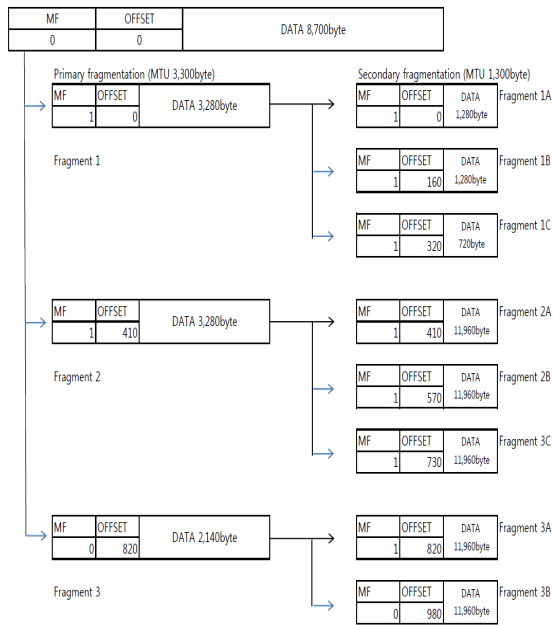 MF OFFSET DATA 8,700byte
0 0
Primary fragmentation (MTU 3,300byte)
Secondary fragmentation (MTU 1,300byte)
MF OFFSET DATA 3,280byte
1 0
Fragment 1
MF OFFSET DATA Fragment 1A
1 0 1,280byte
MF OFFSET DATA Fragment 1B
1 160 1,280byte
MF OFFSET DATA Fragment 1C
1 320 720byte
MF OFFSET DATA 3,280byte
1 410
Fragment 2
MF OFFSET DATA Fragment 2A
1 410 11,960byte
MF OFFSET DATA Fragment 2B
1 570 11,960byte
MF OFFSET DATA Fragment 3C
1 730 11,960byte
MF OFFSET DATA 2,140byte
0 820
Fragment 3
MF OFFSET DATA Fragment 3A
1 820 11,960byte
MF OFFSET DATA Fragment 3B
0 980 11,960byte